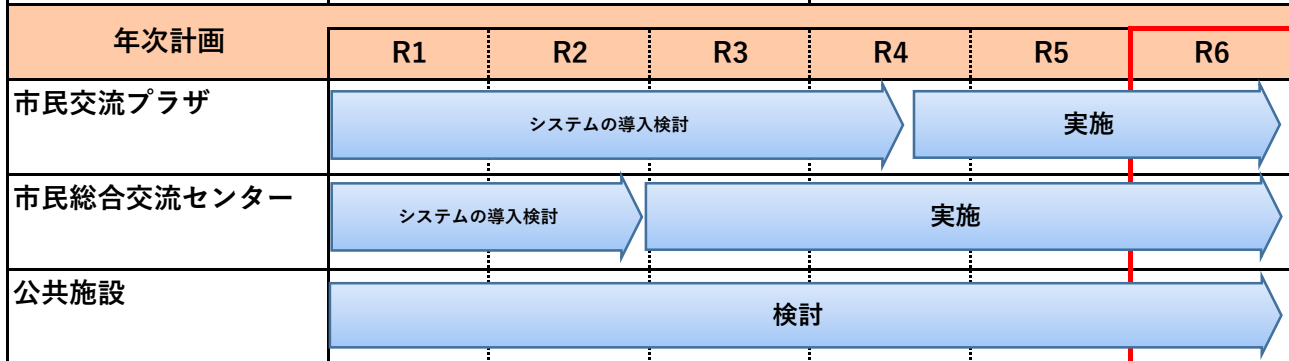 年次計画 R1 R2 R3 R4 R5 R6
市民交流プラザ システムの導入検討 実施
市民総合交流センター システムの導入検討 実施
公共施設 検討